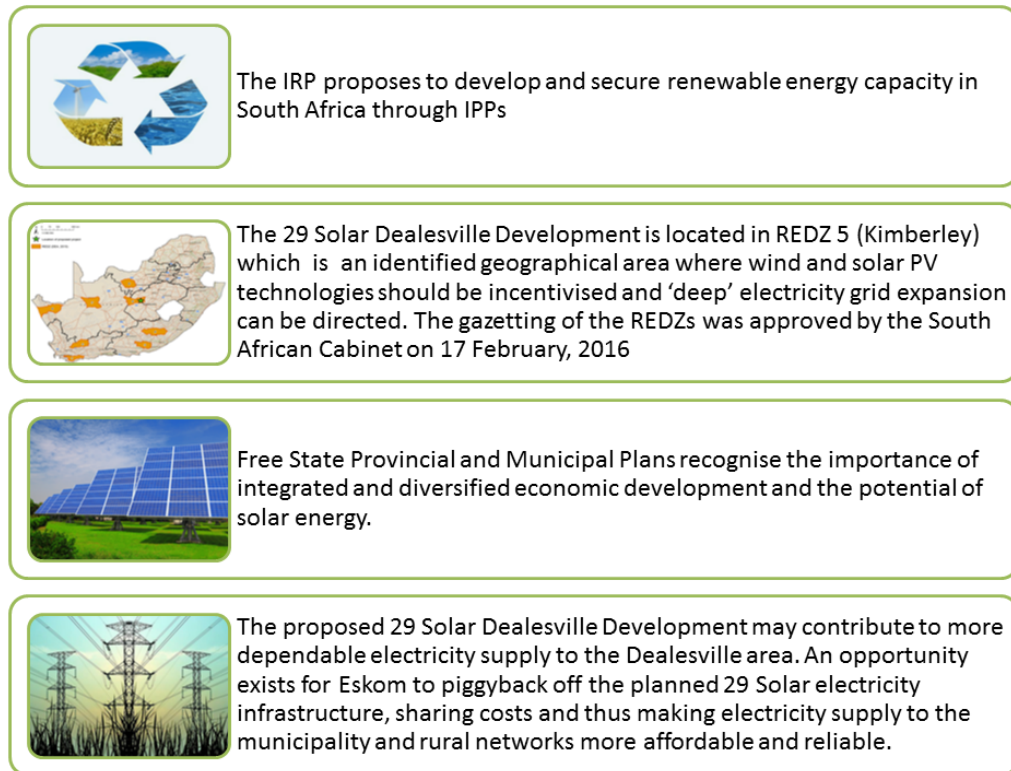 The IRP proposes to develop and secure renewable energy capacity in
South Africa through IPPs
The 29 Solar Dealesville Development is located in REDZ 5 (Kimberley)
which is an identified geographical area where wind and solar PV
technologies should be incentivised and ‘deep’ electricity grid expansion
can be directed. The gazetting of the REDZs was approved by the South
African Cabinet on 17 February, 2016
Free State Provincial and Municipal Plans recognise the importance of
integrated and diversified economic development and the potential of
solar energy.
The proposed 29 Solar Dealesville Development may contribute to more
dependable electricity supply to the Dealesville area. An opportunity
exists for Eskom to piggyback off the planned 29 Solar electricity
infrastructure, sharing costs and thus making electricity supply to the
municipality and rural networks more affordable and reliable.